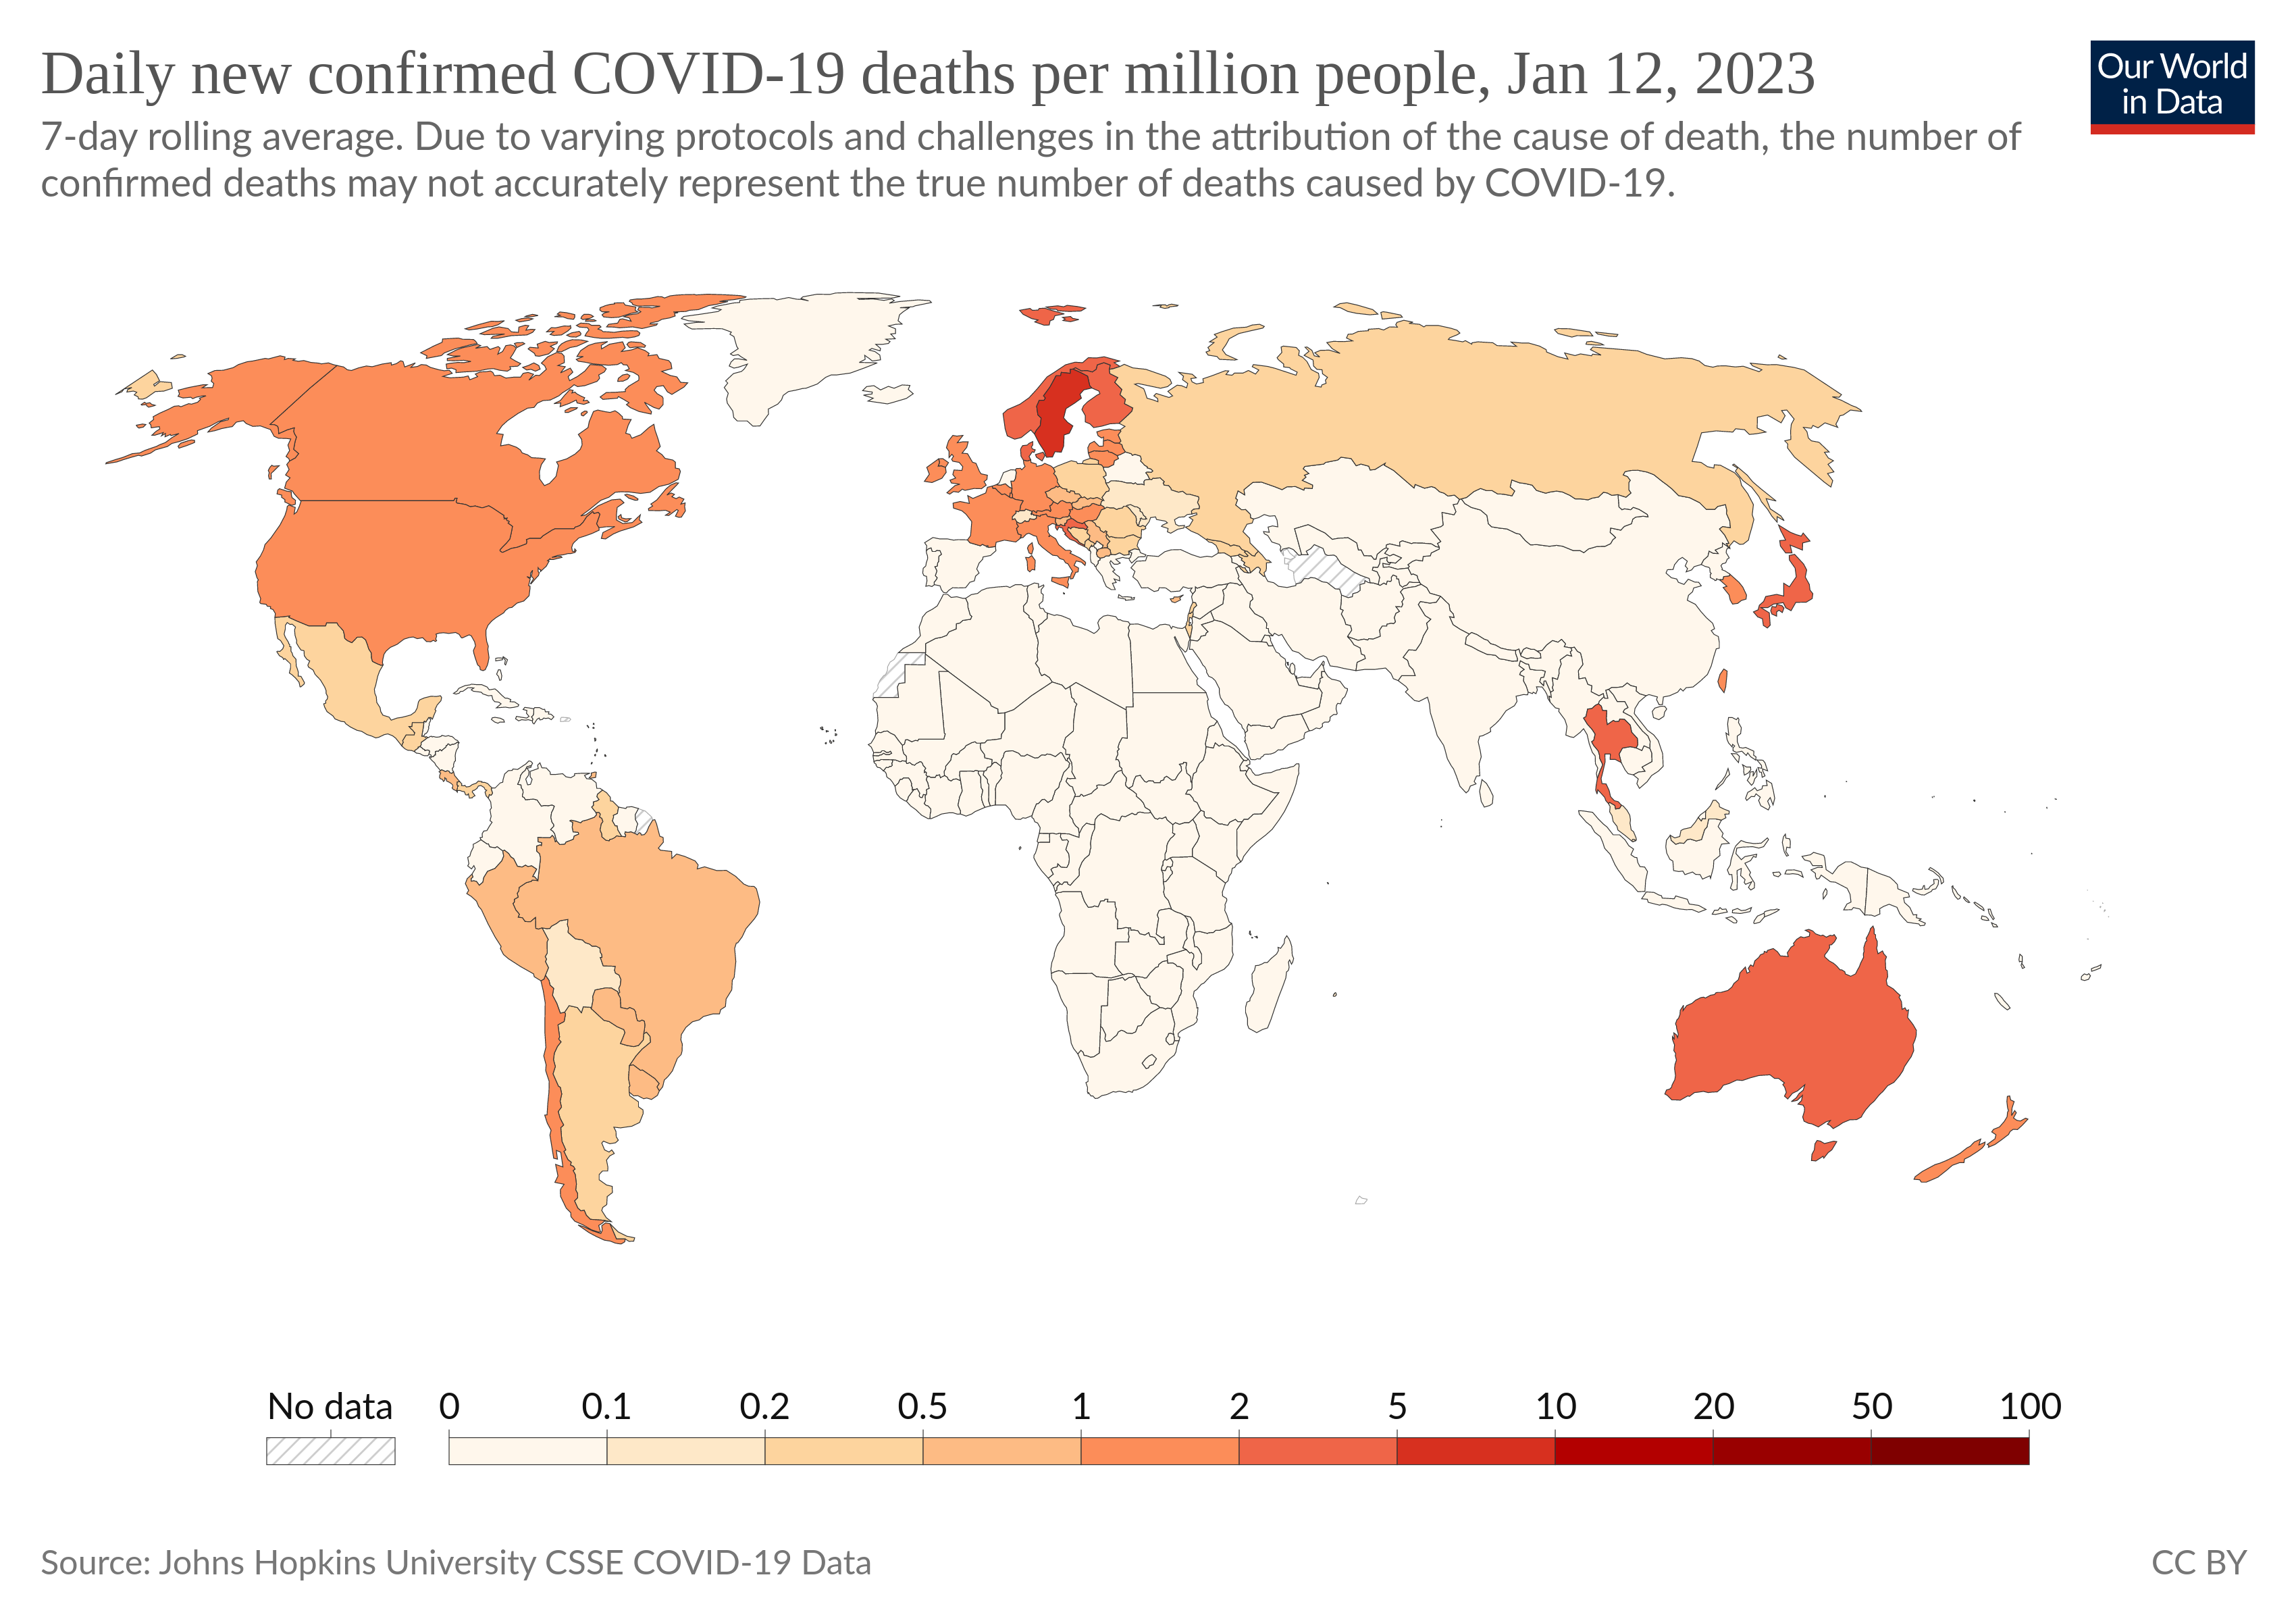 Daily new confirmed COVID-19 deaths per million people, Jan 12, 2023
Our World
in Data
7-day rolling average. Due to varying protocols and challenges in the attribution of the cause of death, the number of
confirmed deaths may not accurately represent the true number of deaths caused by COVID-19.
No data 0 0.1 0.2 0.5 1 2 5 10 20 50 100
Source: Johns Hopkins University CSSE COVID-19 Data
CC BY